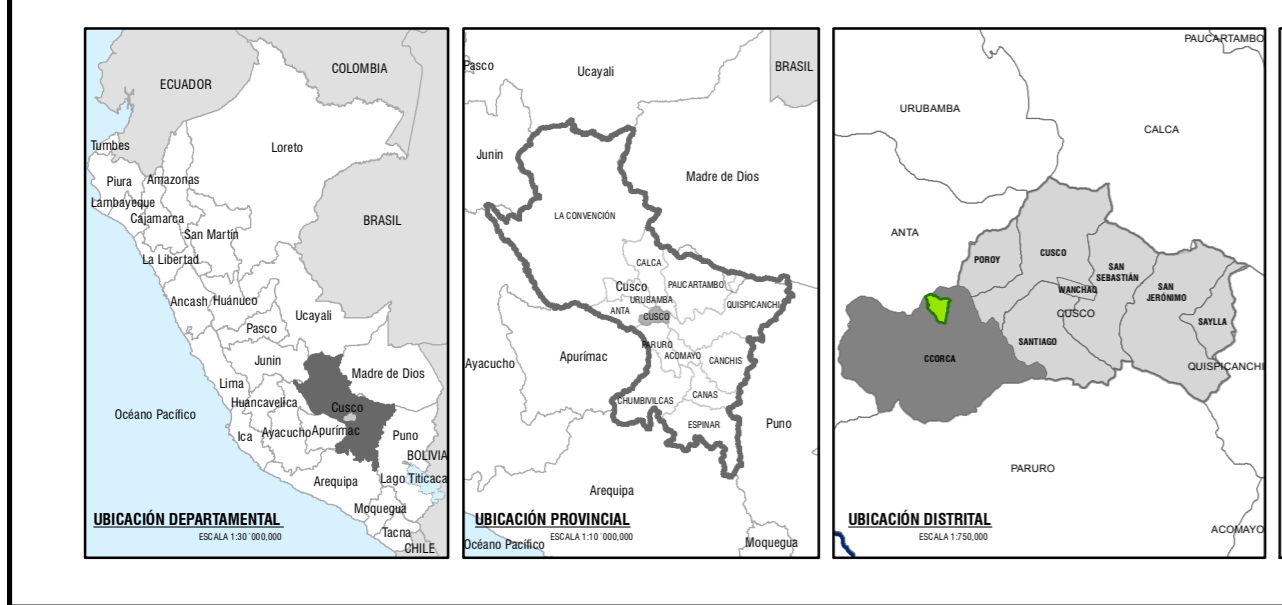 COLOMBIA
ECUADOR
Tumbes
Loreto
Piura
Amazonas
Lambayeque
Cajamarca
San Martín
BRASIL
La Libertad
Ancash
Huánuco
Ucayali
Pasco
Junin
Madre de Dios
Lima
Huancavelica
Cusco
Océano Pacífico
Ica
Ayacucho
Apurímac
Puno
BOLIVIA
Arequipa
Lago Titicaca
Moquegua
Tacna
CHILE
UBICACIÓN DEPARTAMENTAL
ESCALA 1:30´000,000
Pasco
Ucayali
BRASIL
Junin
Madre de Dios
LA CONVENCIÓN
CALCA
Cusco
PAUCARTAMBO
URUBAMBA
QUISPICANCHI
ANTA
CUSCO
PARURO
ACOMAYO
CANCHIS
Ayacucho
Apurímac
CHUMBIVILCAS
CANAS
ESPINAR
Puno
Arequipa
UBICACIÓN PROVINCIAL
ESCALA 1:10´000,000
Océano Pacífico
Moquegua
PAUCARTAMBO
URUBAMBA
CALCA
ANTA
POROY
CUSCO
SAN
SEBASTIÁN
WANCHAQ
SAN
JERÓNIMO
CUSCO
SAYLLA
SANTIAGO
CCORCA
QUISPICANCHI
PARURO
UBICACIÓN DISTRITAL
ESCALA 1:750,000
ACOMAYO